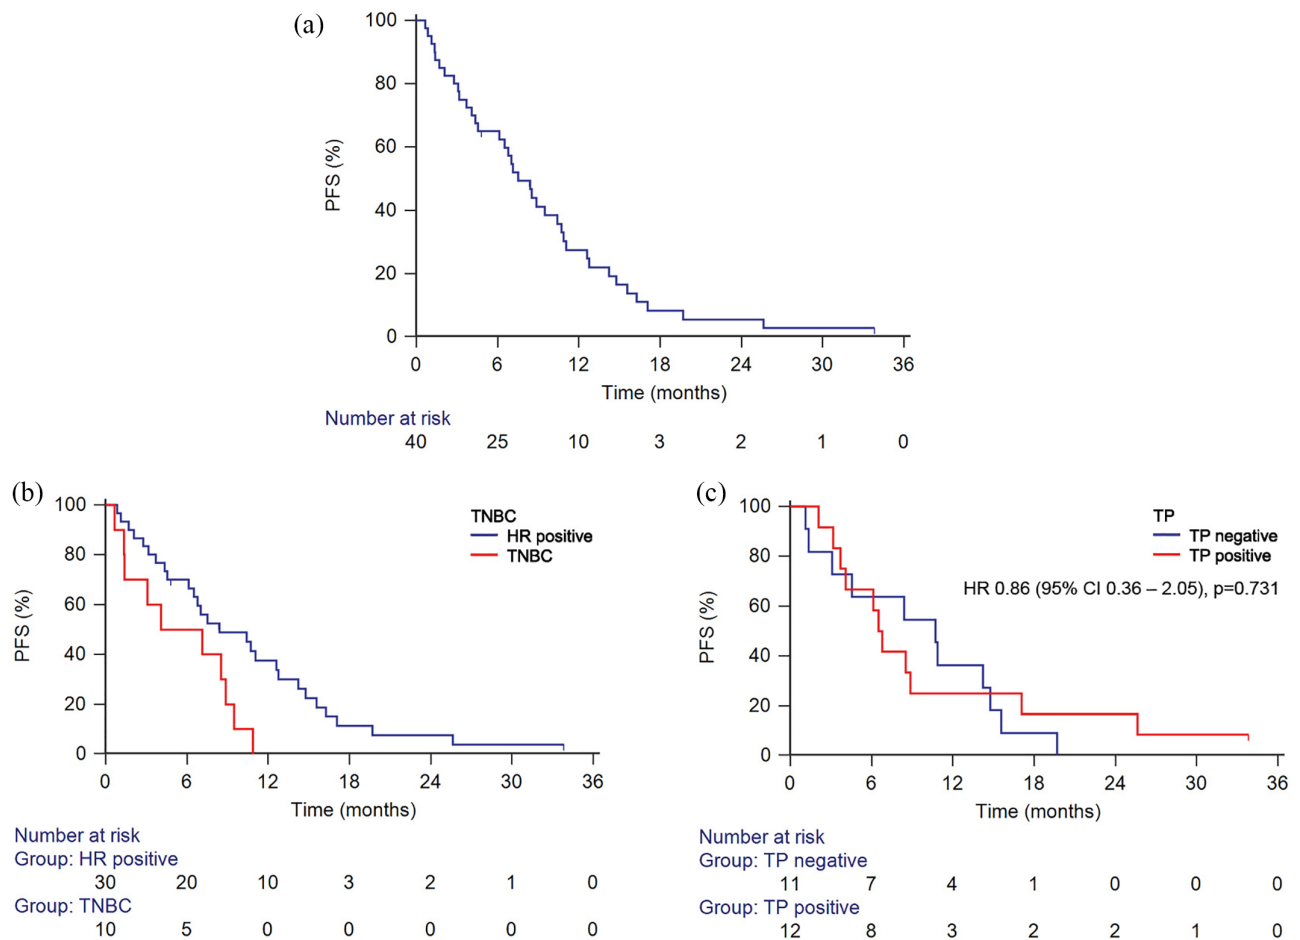 (a)
100
80
60
40
20
0
PFS (%)
0 6 12 18 24 30 36
Time (months)
Number at risk
40 25 10 3 2 1 0
(b)
100
80
60
40
20
0
PFS (%)
TNBC
HR positive
TNBC
0 6 12 18 24 30 36
Time (months)
Number at risk
Group: HR positive
30 20 10 3 2 1 0
Group: TNBC
10 5 0 0 0 0 0
(c)
100
80
60
40
20
0
PFS (%)
TP
TP negative
TP positive
HR 0.86 (95% CI 0.36 – 2.05), p=0.731
0 6 12 18 24 30 36
Time (months)
Number at risk
Group: TP negative
11 7 4 1 0 0 0
Group: TP positive
12 8 3 2 2 1 0